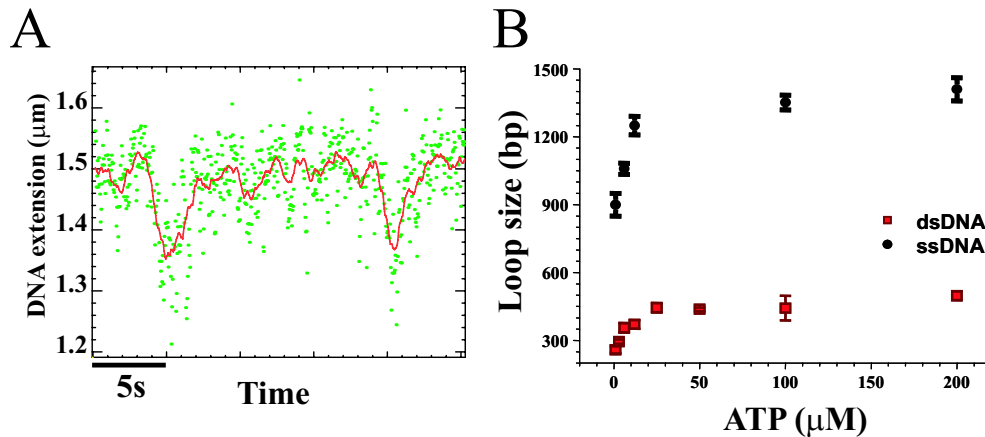 A
DNA extension (μm)
1.6
1.5
1.4
1.3
1.2
5s
Time
B
Loop size (bp)
1500
1200
900
600
300
dsDNA
ssDNA
0
50
100
150
200
ATP (μM)